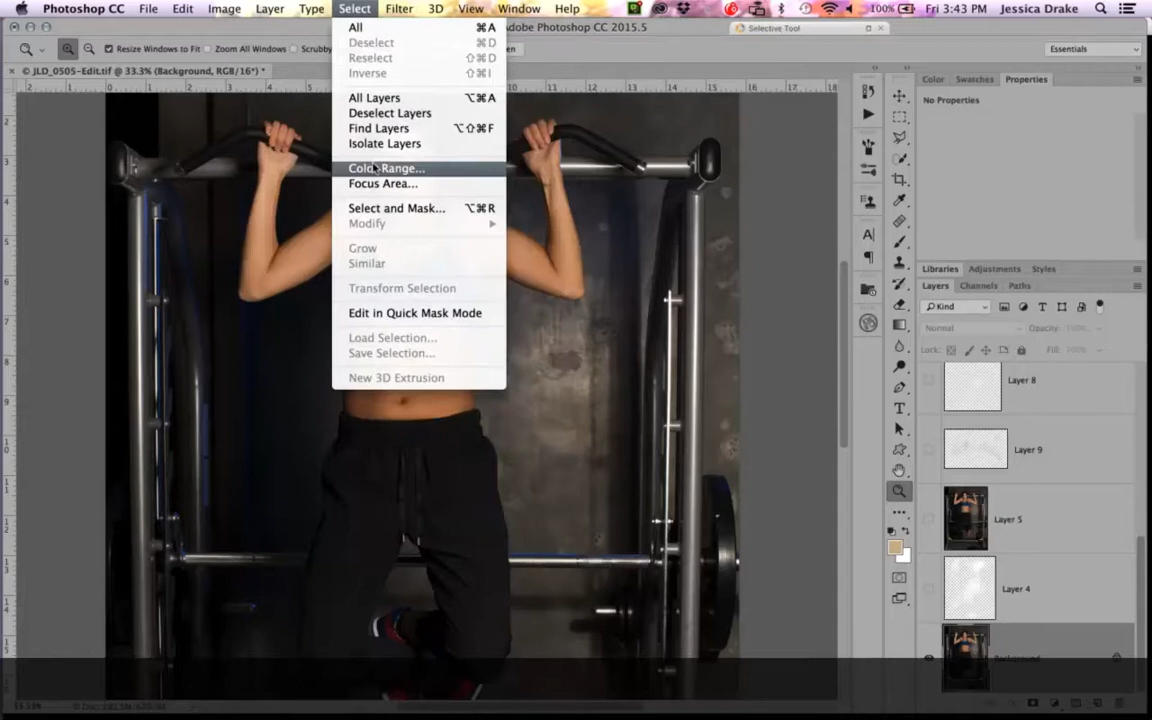 Photoshop CC File Edit Image Layer Type Select Filter 3D View Window Help 100% Fri 3:43 PM Jessica Drake
Adobe Photoshop CC 2015.5
Selective Tool
Resize Windows to Fit Zoom All Windows Scrubby
Essentials
© JLD_0505-Edit.tif @ 33.3% (Background, RGB/16*) *
All ⌘A
Deselect ⌘D
Reselect ⇧⌘D
Inverse ⇧⌘I
All Layers ⌥⌘A
Deselect Layers
Find Layers ⌥⇧⌘F
Isolate Layers
Color Range...
Focus Area...
Select and Mask... ⌥⌘R
Modify
Grow
Similar
Transform Selection
Edit in Quick Mask Mode
Load Selection...
Save Selection...
New 3D Extrusion
Color Swatches Properties
No Properties
Libraries Adjustments Styles
Layers Channels Paths
Kind
Normal Opacity: 100%
Lock: Fill: 100%
Layer 8
Layer 9
Layer 5
Layer 4
Background